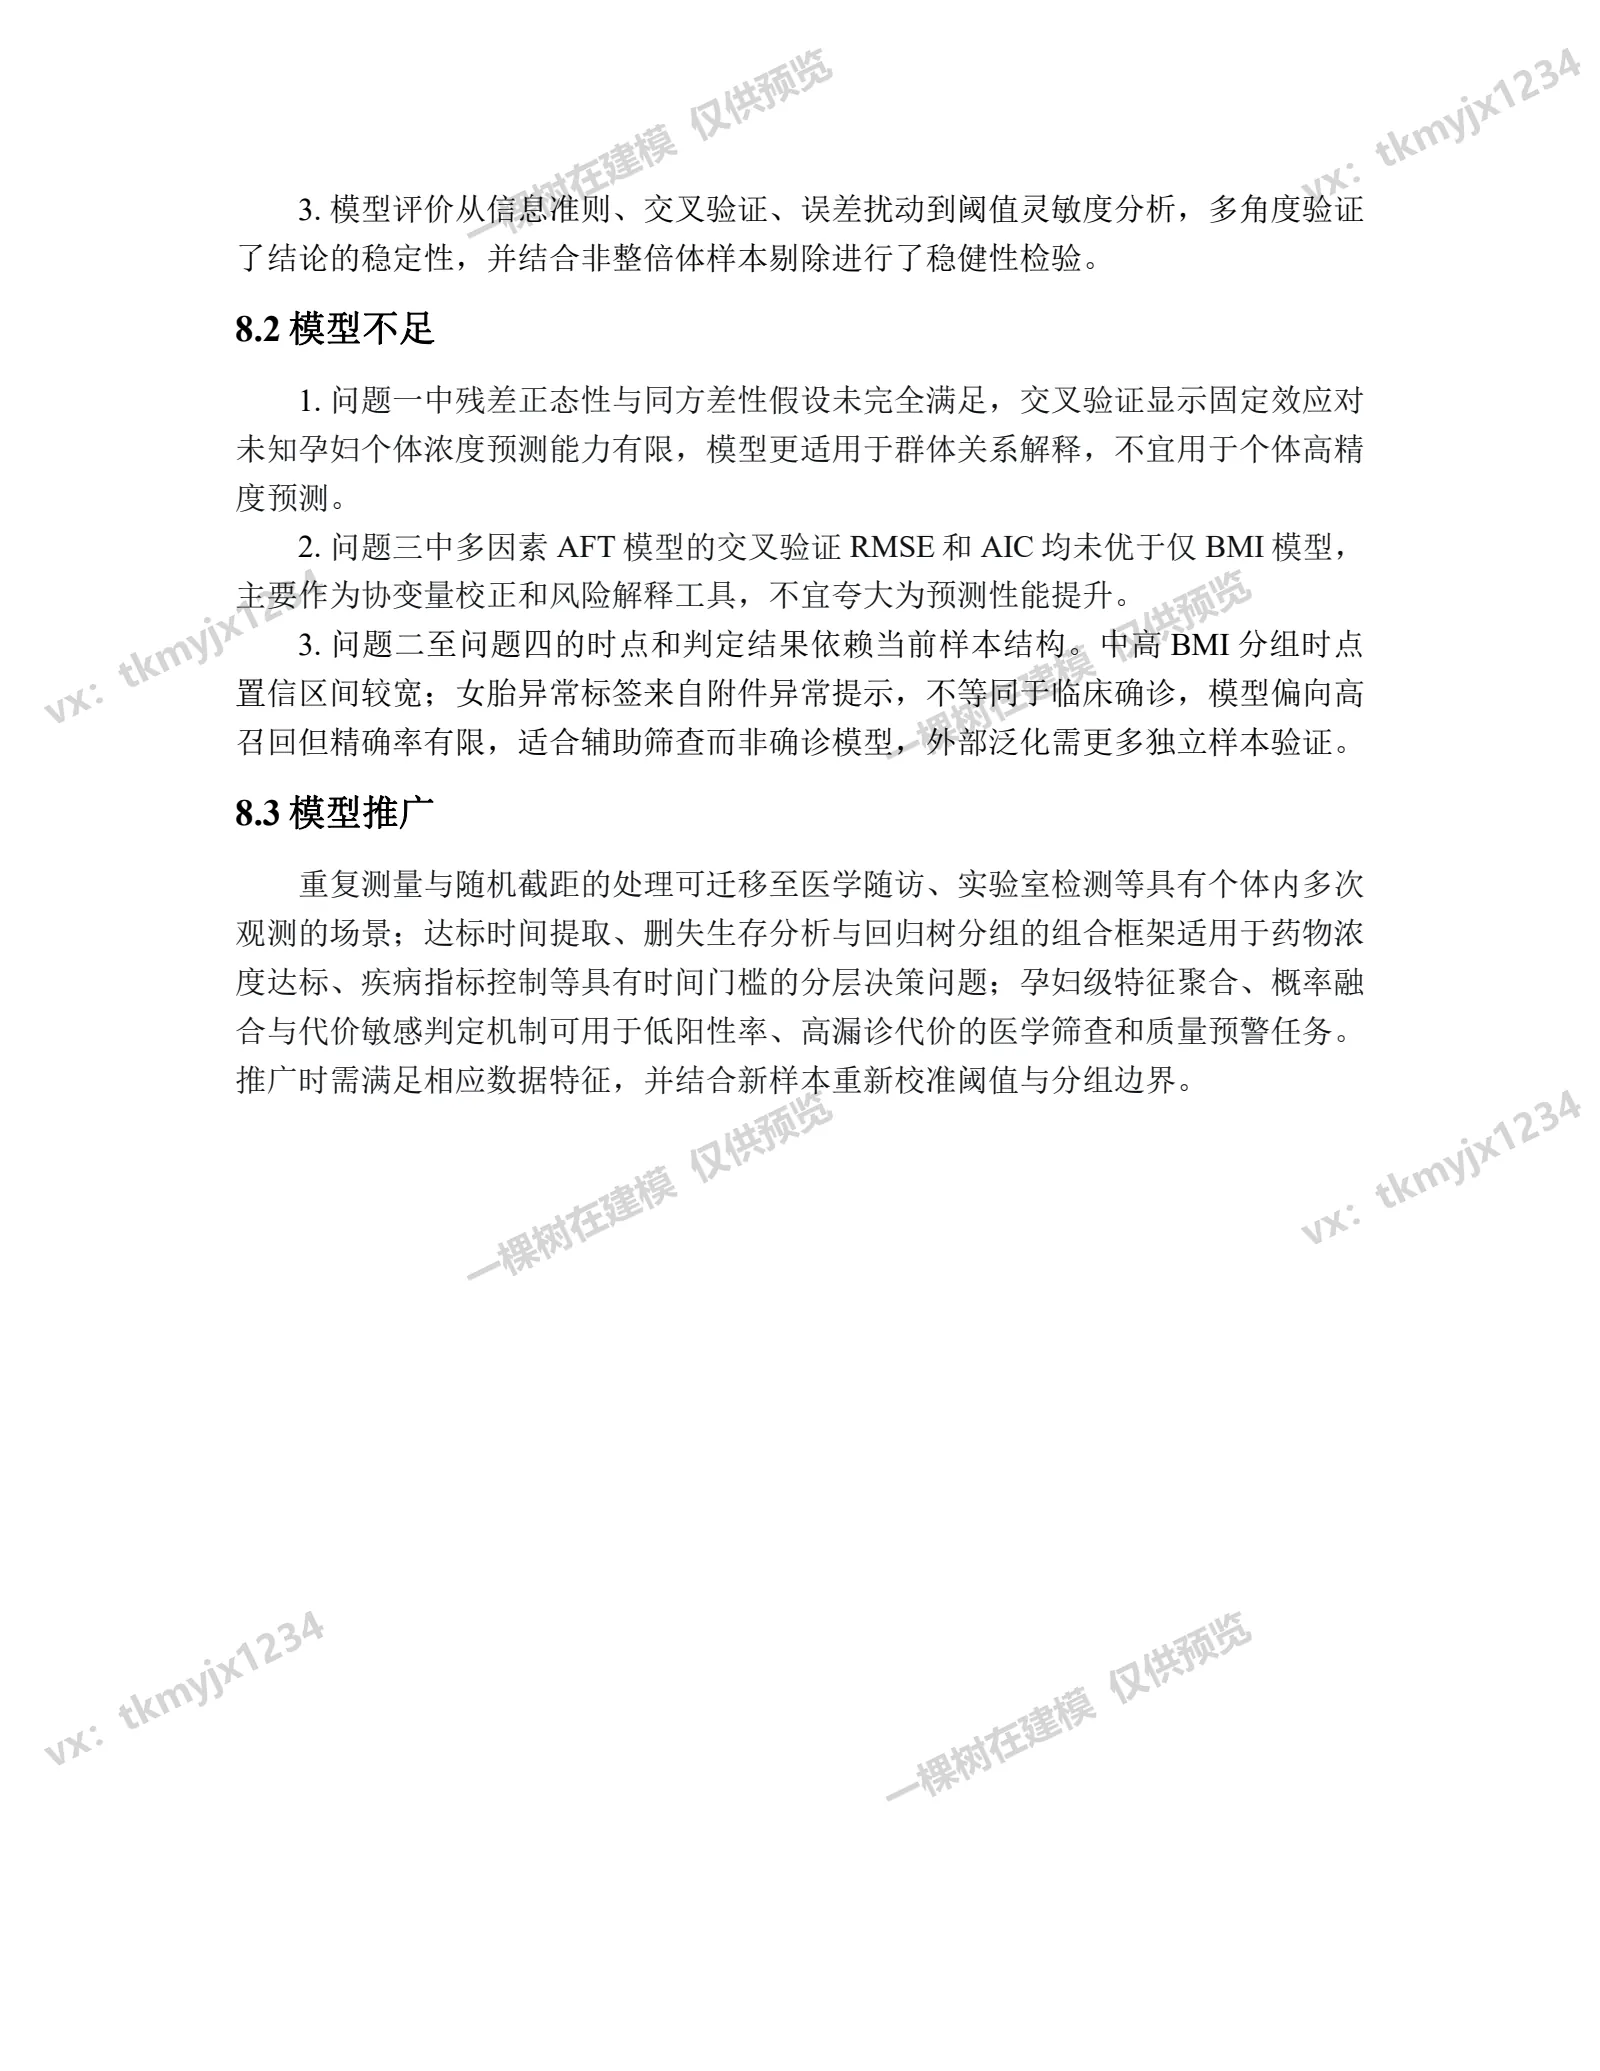 一棵树在建模 仅供预览
vx：tkmyjx1234
3. 模型评价从信息准则、交叉验证、误差扰动到阈值灵敏度分析，多角度验证
了结论的稳定性，并结合非整倍体样本剔除进行了稳健性检验。
8.2 模型不足
1. 问题一中残差正态性与同方差性假设未完全满足，交叉验证显示固定效应对
未知孕妇个体浓度预测能力有限，模型更适用于群体关系解释，不宜用于个体高精
度预测。
2. 问题三中多因素 AFT 模型的交叉验证 RMSE 和 AIC 均未优于仅 BMI 模型，
主要作为协变量校正和风险解释工具，不宜夸大为预测性能提升。
vx：tkmyjx1234
一棵树在建模 仅供预览
3. 问题二至问题四的时点和判定结果依赖当前样本结构。中高 BMI 分组时点
置信区间较宽；女胎异常标签来自附件异常提示，不等同于临床确诊，模型偏向高
召回但精确率有限，适合辅助筛查而非确诊模型，外部泛化需更多独立样本验证。
8.3 模型推广
重复测量与随机截距的处理可迁移至医学随访、实验室检测等具有个体内多次
观测的场景；达标时间提取、删失生存分析与回归树分组的组合框架适用于药物浓
度达标、疾病指标控制等具有时间门槛的分层决策问题；孕妇级特征聚合、概率融
合与代价敏感判定机制可用于低阳性率、高漏诊代价的医学筛查和质量预警任务。
推广时需满足相应数据特征，并结合新样本重新校准阈值与分组边界。
一棵树在建模 仅供预览
vx：tkmyjx1234
vx：tkmyjx1234
一棵树在建模 仅供预览